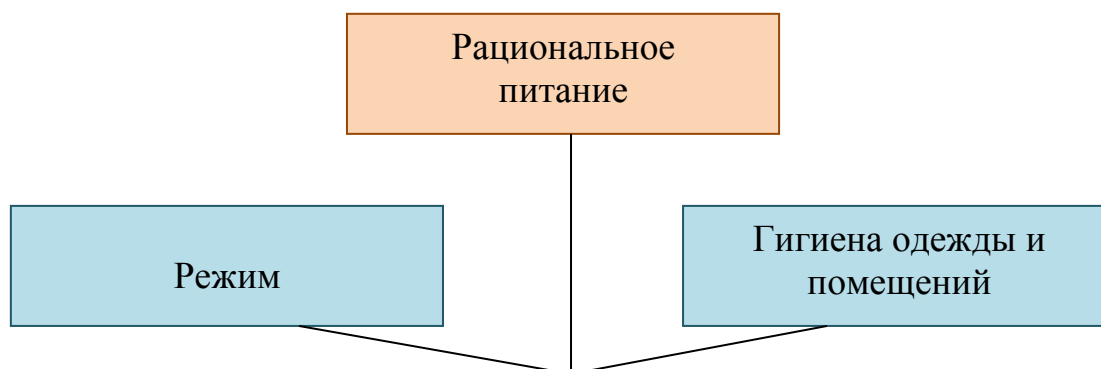 Рациональное
питание
Режим
Гигиена одежды и
помещений